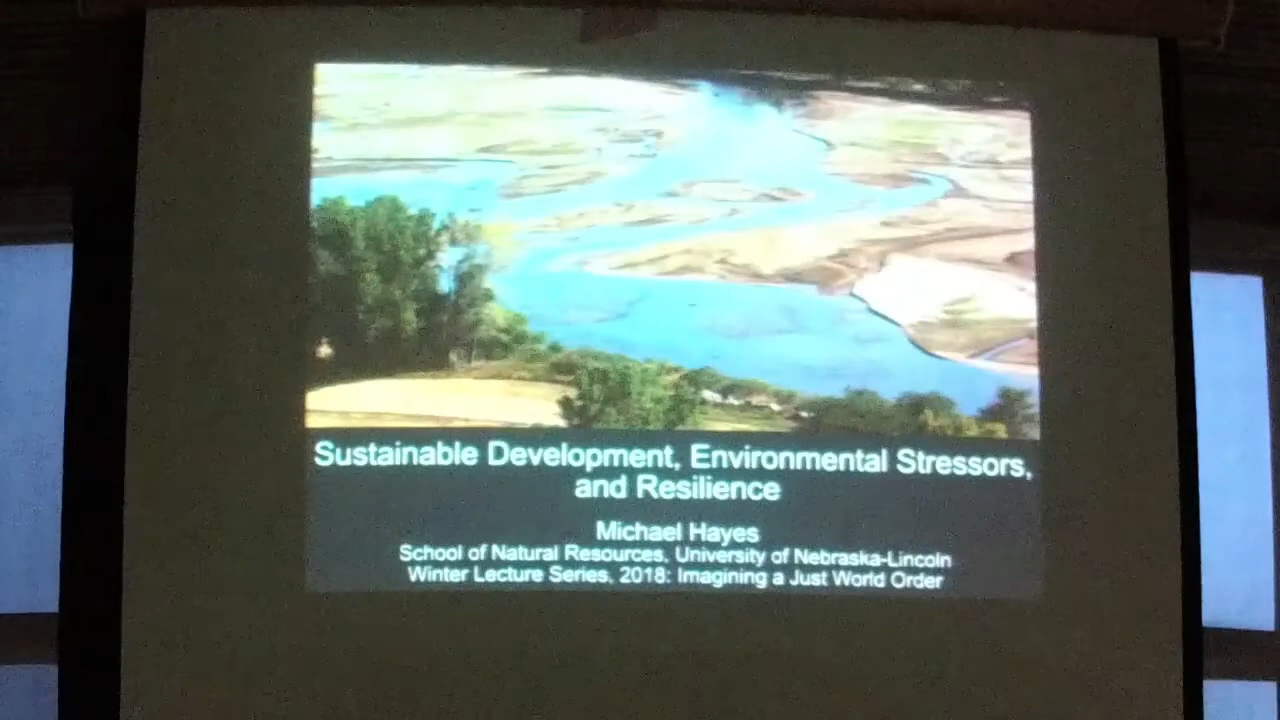 Sustainable Development, Environmental Stressors,
and Resilience
Michael Hayes
School of Natural Resources, University of Nebraska-Lincoln
Winter Lecture Series, 2018: Imagining a Just World Order